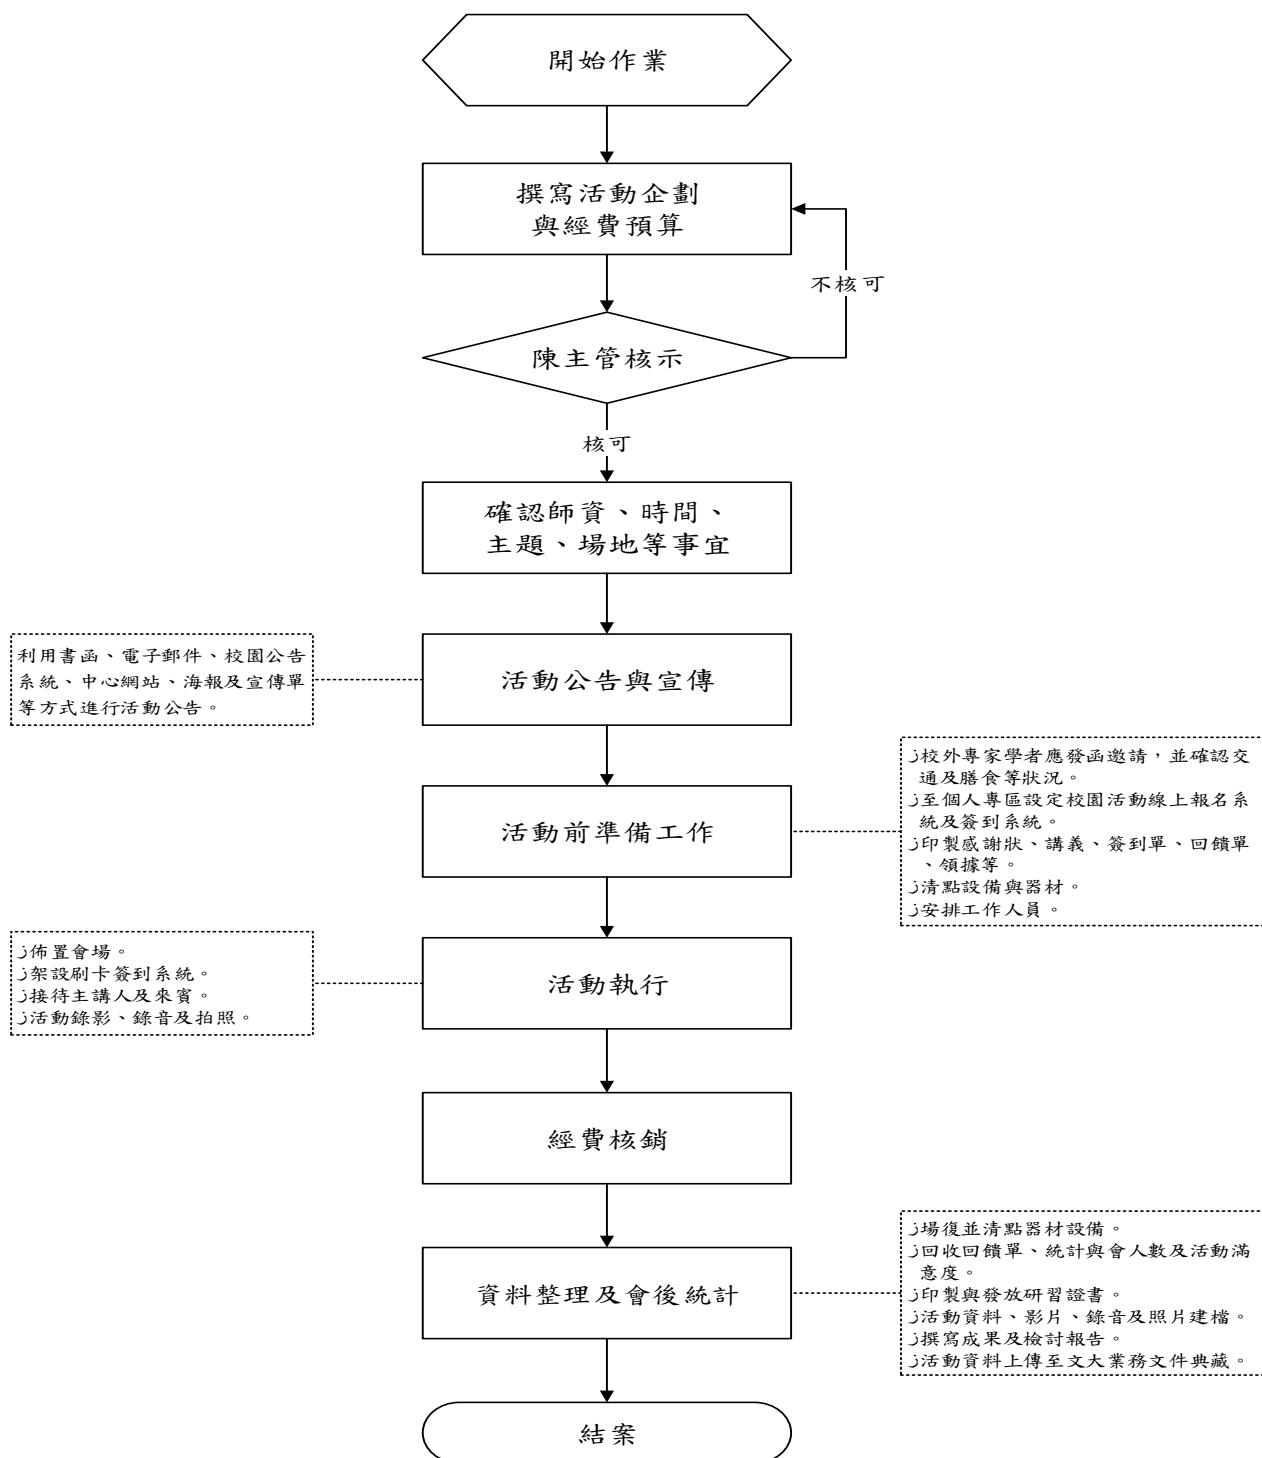 開始作業
撰寫活動企劃
與經費預算
不核可
陳主管核示
核可
確認師資、時間、
主題、場地等事宜
利用書函、電子郵件、校園公告
系統、中心網站、海報及宣傳單
等方式進行活動公告。
活動公告與宣傳
校外專家學者應發函邀請，並確認交
通及膳食等狀況。
至個人專區設定校園活動線上報名系
統及簽到系統。
印製感謝狀、講義、簽到單、回饋單
、領據等。
清點設備與器材。
安排工作人員。
活動前準備工作
佈置會場。
架設刷卡簽到系統。
接待主講人及來賓。
活動錄影、錄音及拍照。
活動執行
經費核銷
場復並清點器材設備。
回收回饋單、統計與會人數及活動滿
意度。
印製與發放研習證書。
活動資料、影片、錄音及照片建檔。
撰寫成果及檢討報告。
活動資料上傳至文大業務文件典藏。
資料整理及會後統計
結案